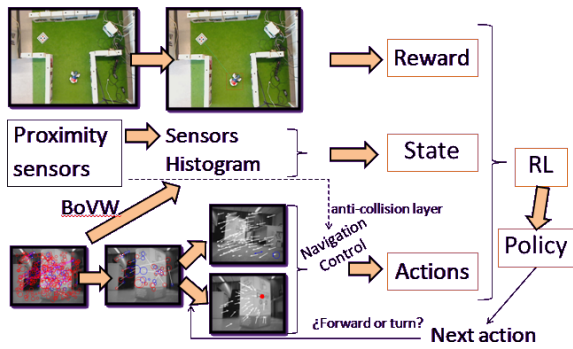 Reward
Proximity
sensors
Sensors
Histogram
State
RL
BoVW
anti-collision layer
Navigation
Control
Actions
Policy
¿Forward or turn?
Next action